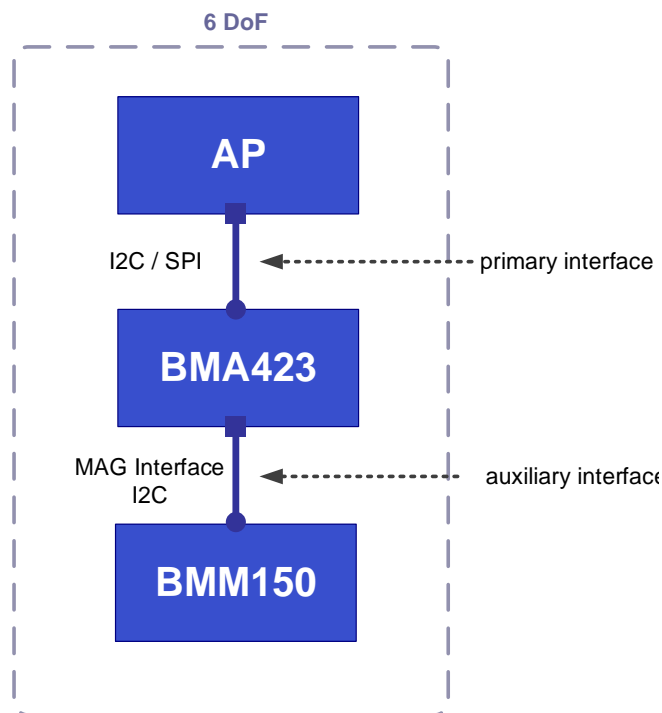 6 DoF
AP
I2C / SPI
primary interface
BMA423
MAG Interface
I2C
auxiliary interface
BMM150